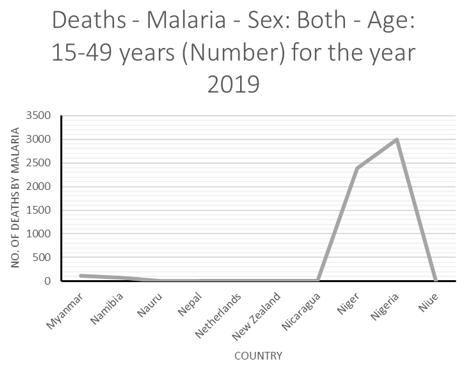 Deaths - Malaria - Sex: Both - Age:
15-49 years (Number) for the year
2019
NO. OF DEATHS BY MALARIA
3500
3000
2500
2000
1500
1000
500
0
Myanmar
Namibia
Nauru
Nepal
Netherlands
New Zealand
Nicaragua
Niger
Nigeria
Niue
COUNTRY